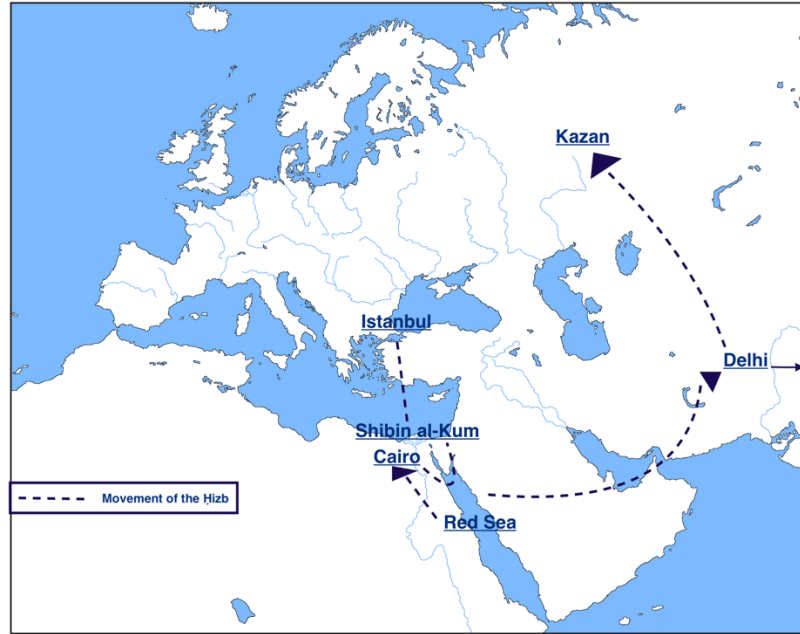 Kazan
Istanbul
Delhi
Shibin al-Kum
Cairo
Movement of the Ḥizb
Red Sea